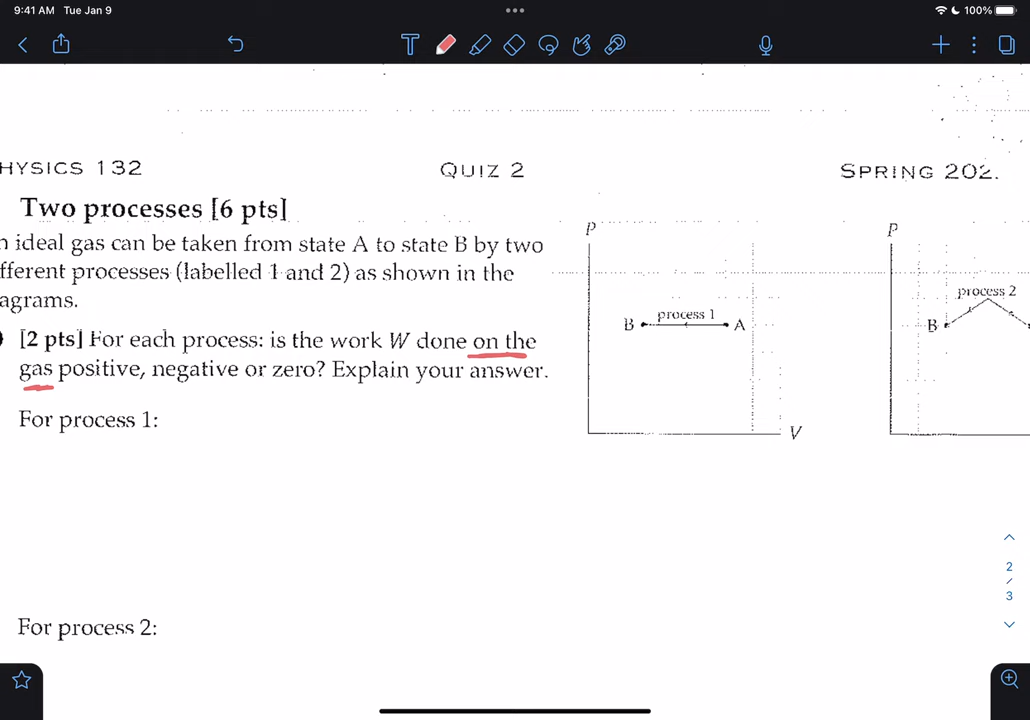 9:41 AM Tue Jan 9
100%
HYSICS 132
QUIZ 2
SPRING 202.
Two processes [6 pts]
n ideal gas can be taken from state A to state B by two
fferent processes (labelled 1 and 2) as shown in the
agrams.
) [2 pts] For each process: is the work W done on the
gas positive, negative or zero? Explain your answer.
For process 1:
For process 2:
P
process 1
B
A
V
P
process 2
B
2
/
3